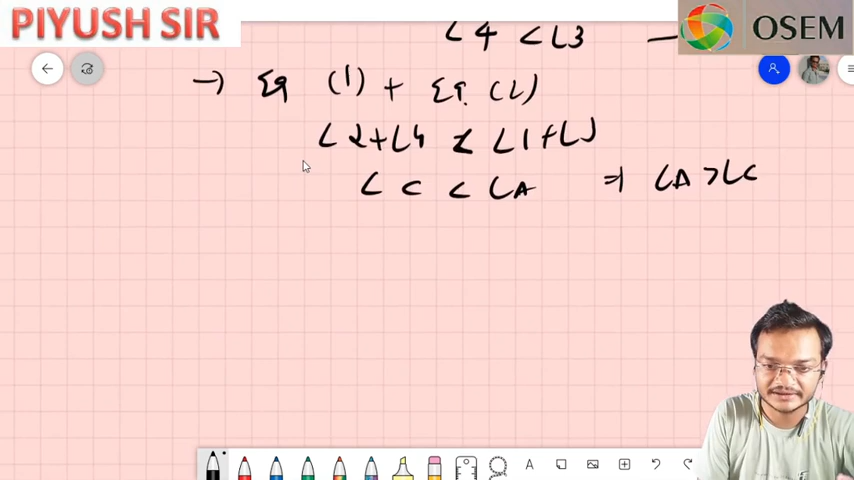 PIYUSH SIR
OSEM
∠4 < ∠3 —
→ Eq (1) + Eq. (2)
∠2+∠4 < ∠1+∠3
∠C < ∠A ⇒ ∠A > ∠C